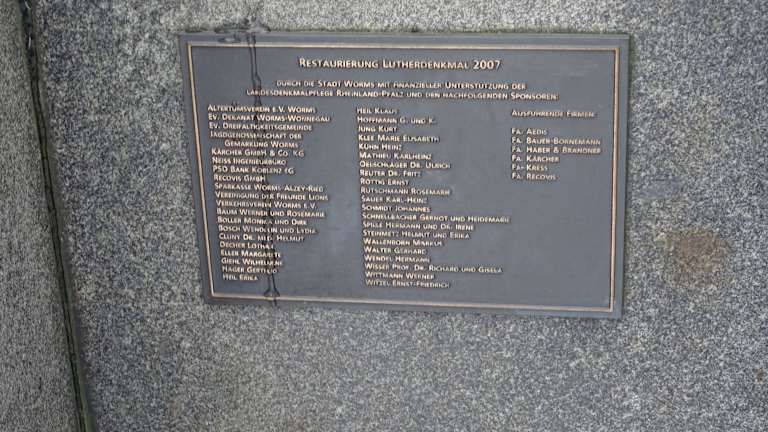 RESTAURIERUNG LUTHERDENKMAL 2007
DURCH DIE STADT WORMS MIT FINANZIELLER UNTERSTÜTZUNG DER
LANDESDENKMALPFLEGE RHEINLAND-PFALZ UND DEN NACHFOLGENDEN SPONSOREN:
ALTERTUMSVEREIN E.V. WORMS
EV. DEKANAT WORMS-WONNEGAU
EV. DREIFALTIGKEITSGEMEINDE
JAGDGENOSSENSCHAFT DER
GEMARKUNG WORMS
KÄRCHER GMBH & CO. KG
NEISS INGENIEURBÜRO
PSD BANK KOBLENZ EG
RECOVIS GMBH
SPARKASSE WORMS-ALZEY-RIED
VEREINIGUNG DER FREUNDE LIONS
VERKEHRSVEREIN WORMS E.V.
BAUM WERNER UND ROSEMARIE
BOLLER MONIKA UND DIRK
BOSCH WENDELIN UND LYDIA
CLUNY DR. MED. HELMUT
DECHER LOTHAR
ELLER MARGARETE
GIEHL WILHELMINE
HAGER GERTRUD
HEIL ERIKA
HEIL KLAUS
HOFFMANN G. UND K.
JUNG KURT
KLEE MARIE ELISABETH
KÜHN HEINZ
MATHIEU KARLHEINZ
OELSCHLÄGER DR. ULRICH
REUTER DR. FRITZ
RÖTTIG ERNST
RUTSCHMANN ROSEMARIE
SAUER KARL-HEINZ
SCHMIDT JOHANNES
SCHNELLBÄCHER GERNOT UND HEIDEMARIE
SPILLE HERMANN UND DR. IRENE
STEINMETZ HELMUT UND ERIKA
WALLENBORN MARKUS
WALTER GERHARD
WENDEL HERMANN
WISSER PROF. DR. RICHARD UND GISELA
WITTMANN WERNER
WITZEL ERNST-FRIEDRICH
AUSFÜHRENDE FIRMEN:
FA. AEDIS
FA. BAUER-BORNEMANN
FA. HABER & BRANDNER
FA. KÄRCHER
FA. KRESS
FA. RECOVIS